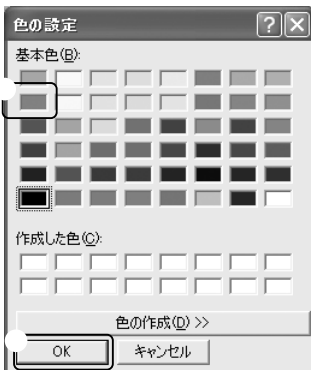 色の設定
基本色(B):
作成した色(C):
色の作成(D) >>
OK
キャンセル